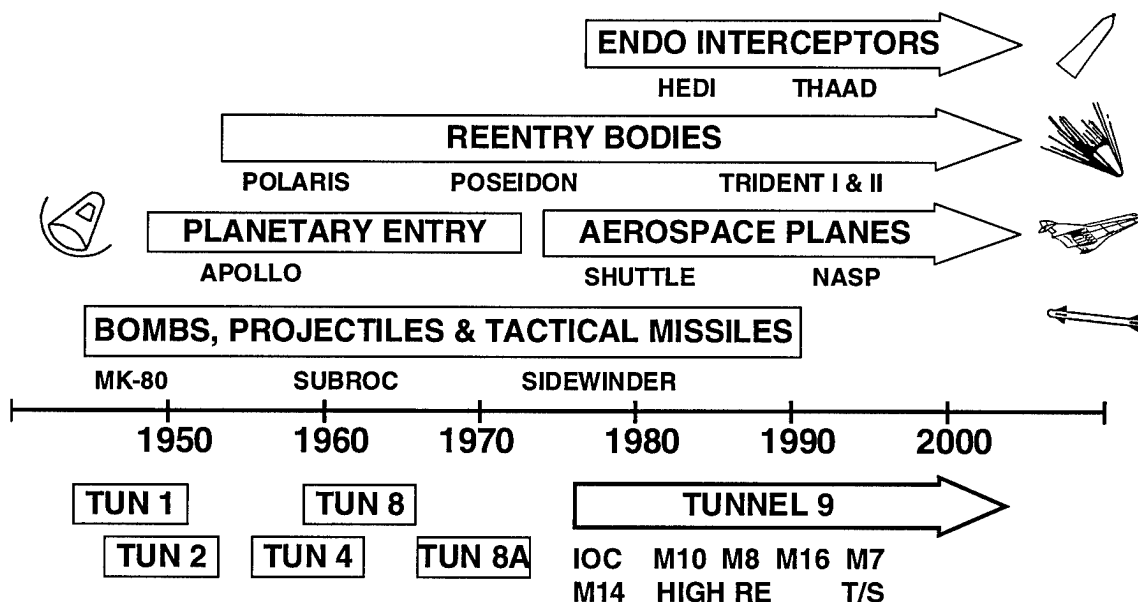 ENDO INTERCEPTORS
HEDI THAAD
REENTRY BODIES
POLARIS POSEIDON TRIDENT I & II
PLANETARY ENTRY AEROSPACE PLANES
APOLLO SHUTTLE NASP
BOMBS, PROJECTILES & TACTICAL MISSILES
MK-80 SUBROC SIDEWINDER
1950 1960 1970 1980 1990 2000
TUN 1 TUN 8 TUNNEL 9
TUN 2 TUN 4 TUN 8A
IOC M10 M8 M16 M7
M14 HIGH RE T/S